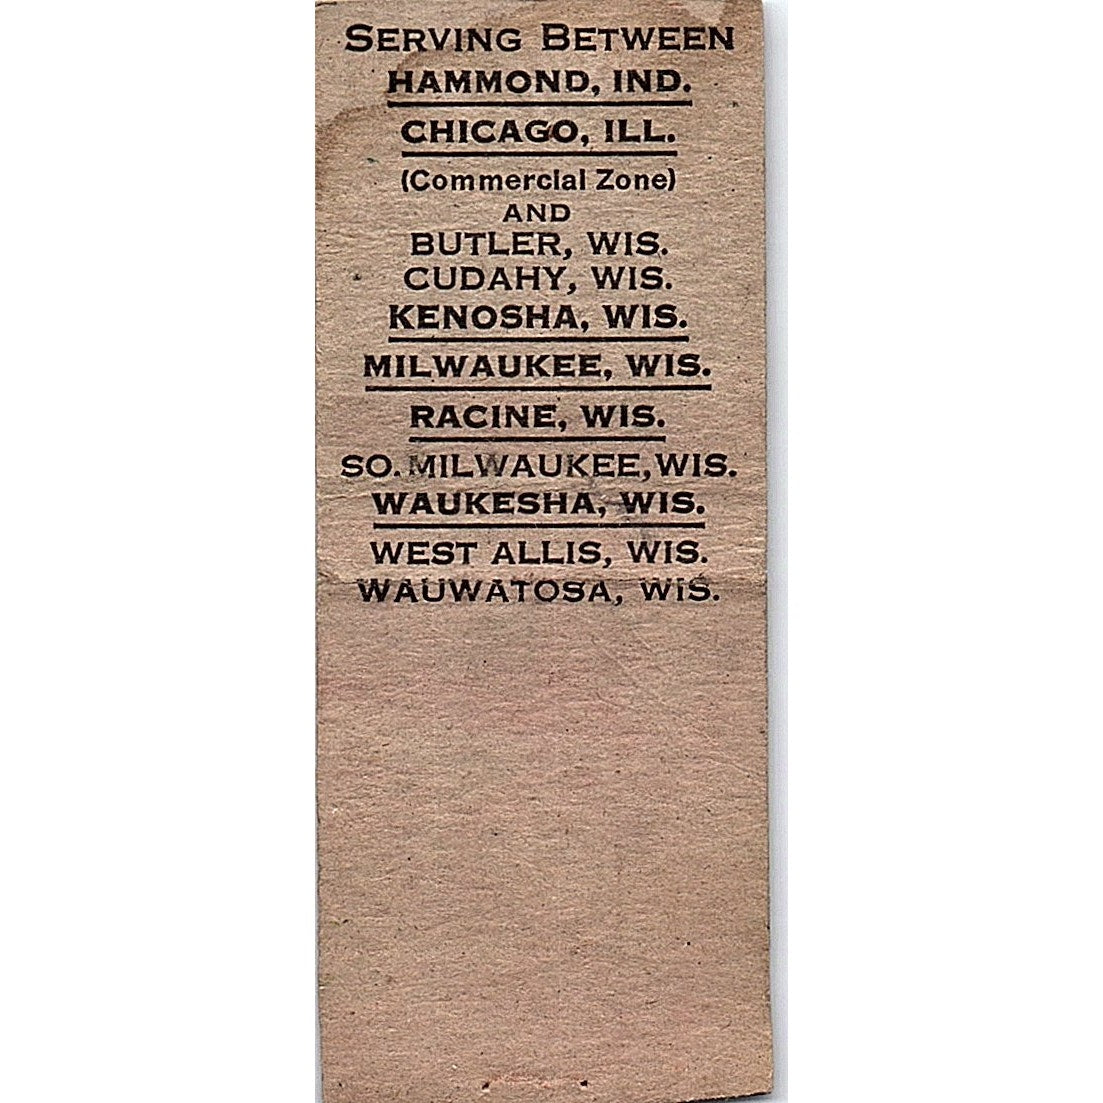 SERVING BETWEEN
HAMMOND, IND.
CHICAGO, ILL.
(Commercial Zone)
AND
BUTLER, WIS.
CUDAHY, WIS.
KENOSHA, WIS.
MILWAUKEE, WIS.
RACINE, WIS.
SO. MILWAUKEE, WIS.
WAUKESHA, WIS.
WEST ALLIS, WIS.
WAUWATOSA, WIS.